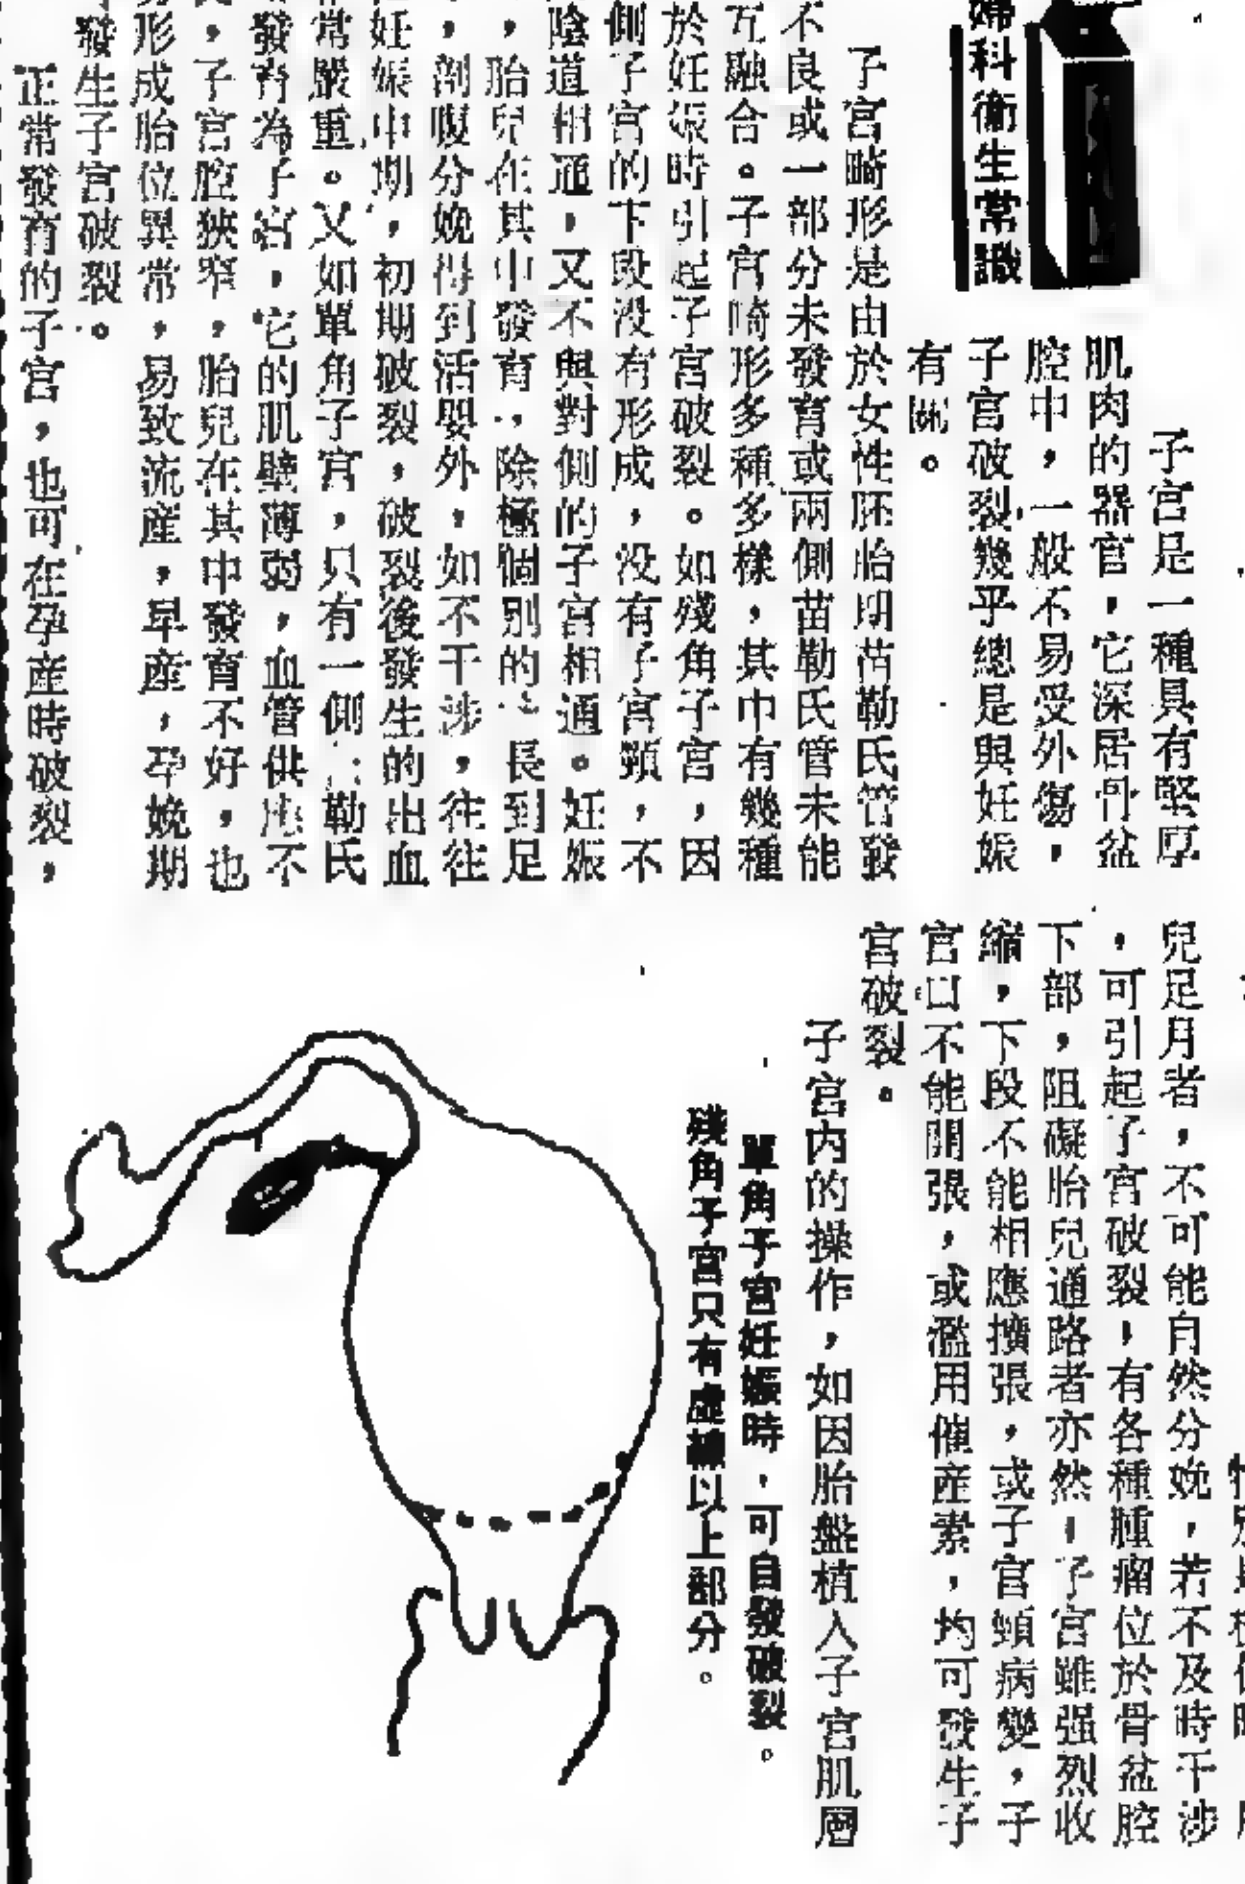 婦科衛生常識
子宮是一種具有堅厚
肌肉的器官，它深居骨盆
腔中，一般不易受外傷，
子宮破裂幾乎總是與妊娠
有關。
子宮畸形是由於女性胚胎期苗勒氏管發
不良或一部分未發育或兩側苗勒氏管未能
互融合。子宮畸形多種多樣，其中有幾種
於妊娠時引起子宮破裂。如殘角子宮，因
側子宮的下段没有形成，没有子宮頸，不
陰道相通，又不與對側的子宮相通。妊娠
，胎兒在其中發育，除極個別的 長到足
，剖腹分娩得到活嬰外，如不干涉，往往
妊娠中期，初期破裂，破裂後發生的出血
常嚴重。又如單角子宮，只有一側 勒氏
發育為子宮，它的肌壁薄弱，血管供應不
，子宮腔狹窄，胎兒在其中發育不好，也
形成胎位異常，易致流産，早産，孕娩期
發生子宮破裂。
正常發育的子宮，也可在孕産時破裂，
兒足月者，不可能自然分娩，若不及時干涉
，可引起子宮破裂，有各種腫瘤位於骨盆腔
下部，阻礙胎兒通路者亦然，子宮雖强烈收
縮，下段不能相應擴張，或子宮頸病變，子
宮口不能開張，或濫用催産素，均可發生子
宮破裂。
子宮内的操作，如因胎盤植入子宮肌層
單角子宮妊娠時，可自發破裂。
殘角子宮只有虛線以上部分。